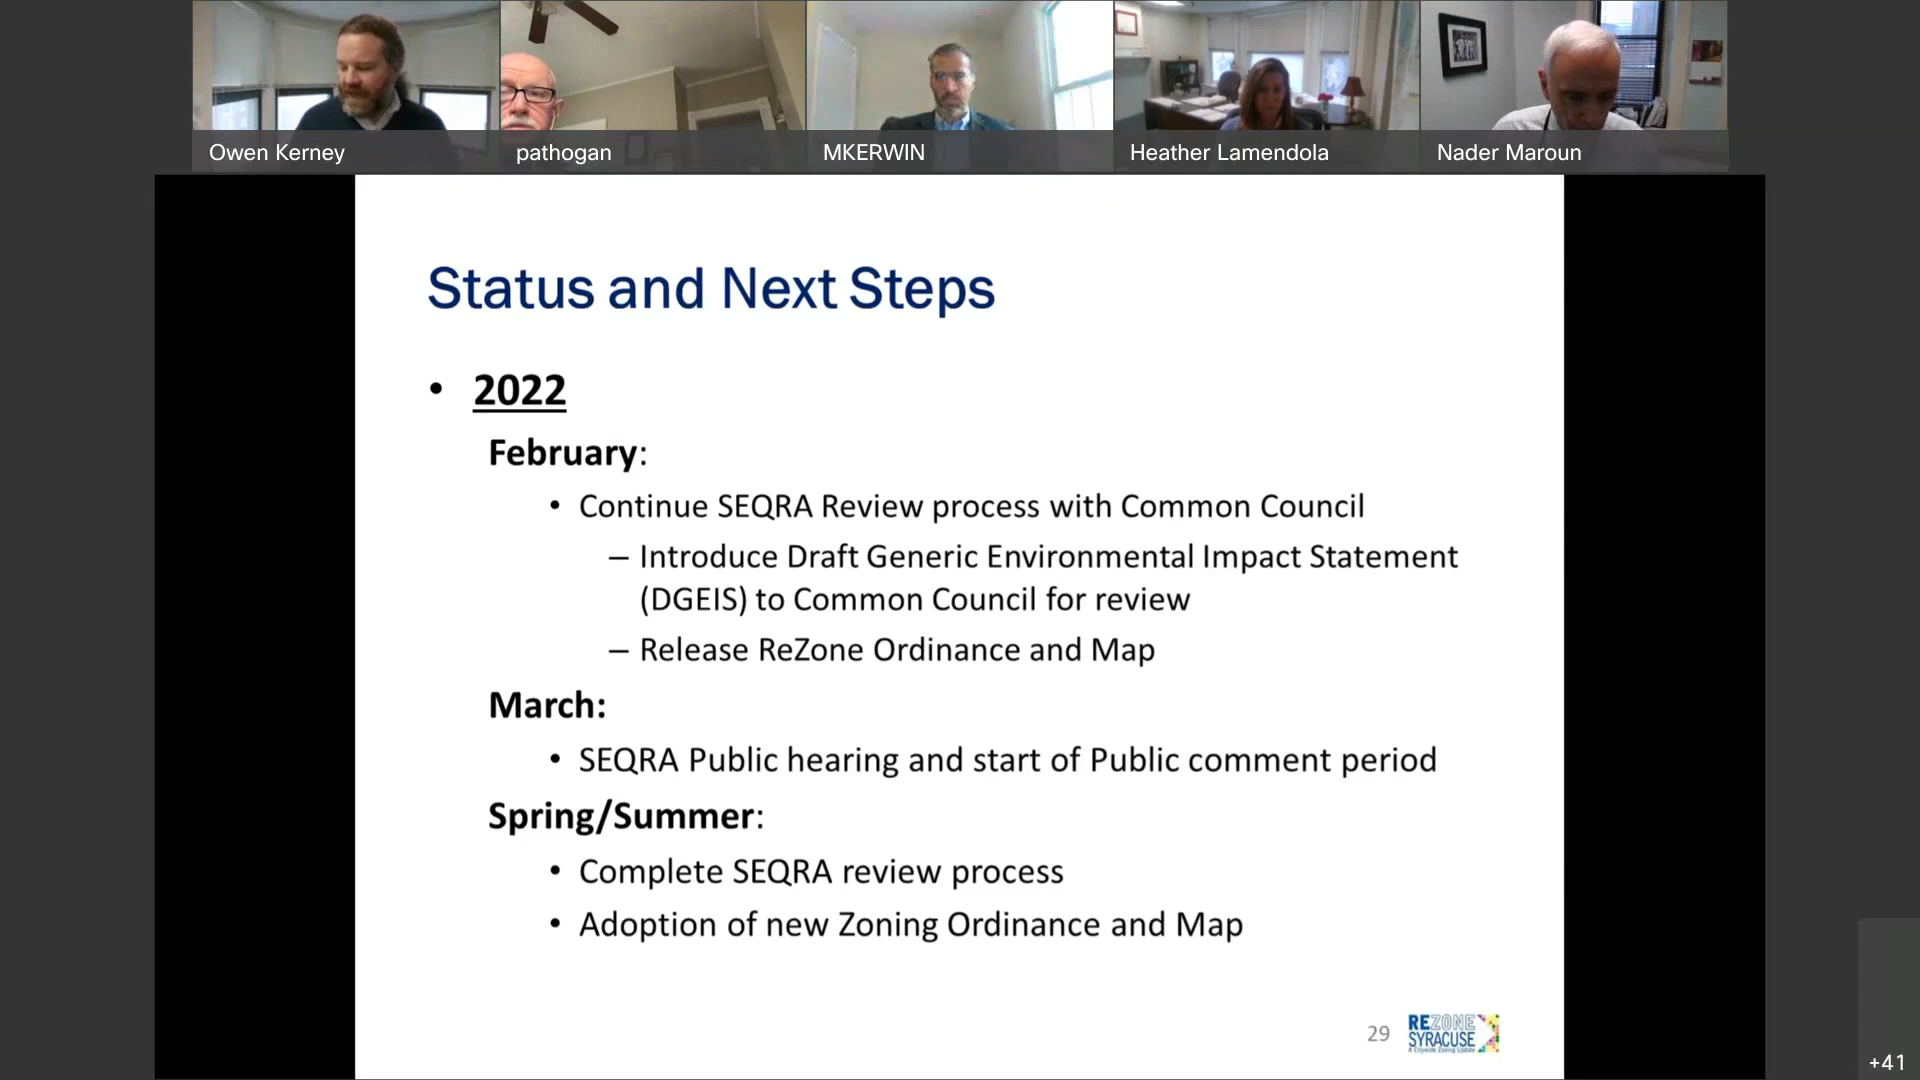 Owen Kerney
pathogan
MKERWIN
Heather Lamendola
Nader Maroun
Status and Next Steps
• 2022
February:
• Continue SEQRA Review process with Common Council
– Introduce Draft Generic Environmental Impact Statement
(DGEIS) to Common Council for review
– Release ReZone Ordinance and Map
March:
• SEQRA Public hearing and start of Public comment period
Spring/Summer:
• Complete SEQRA review process
• Adoption of new Zoning Ordinance and Map
29
REZONE
SYRACUSE
A Citywide Zoning Update
+41